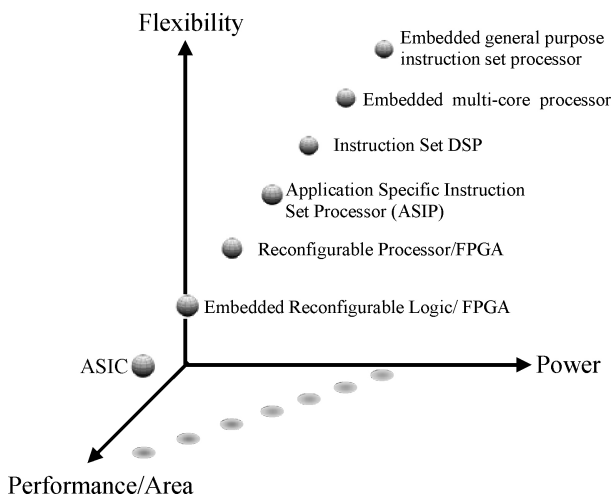 Flexibility
Embedded general purpose
instruction set processor
Embedded multi-core processor
Instruction Set DSP
Application Specific Instruction
Set Processor (ASIP)
Reconfigurable Processor/FPGA
Embedded Reconfigurable Logic/ FPGA
ASIC
Power
Performance/Area